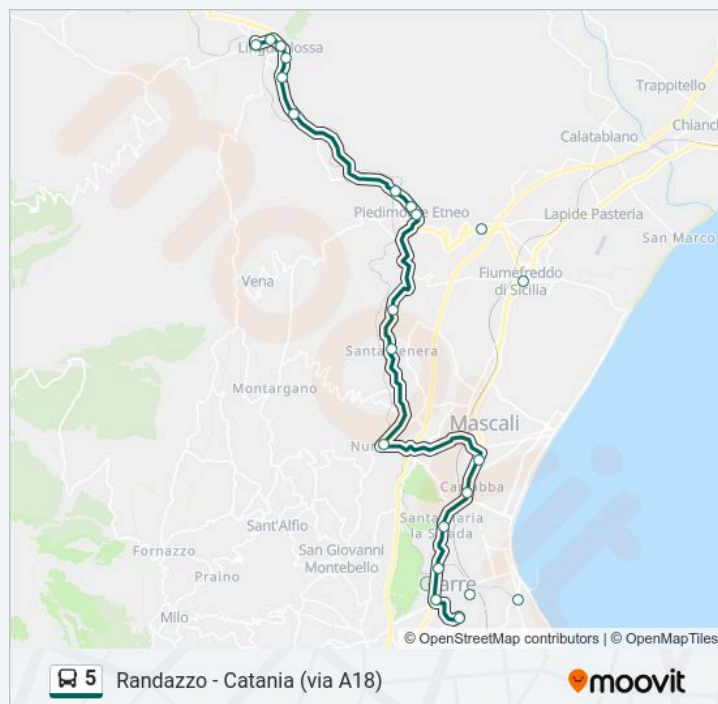 Linguaglossa
Trappitello
Calatabiano
Chianch
Piedimonte Etneo
Lapide Pasteria
San Marco
Fiumefreddo
di Sicilia
Vena
Santa Venera
Montargano
Mascali
Nun
Carrabba
Sant'Alfio
Santa Maria
la Strada
San Giovanni
Montebello
Fornazzo
Praino
Giarre
Milo
© OpenStreetMap contributors | © OpenMapTiles
5 Randazzo - Catania (via A18)
moovit